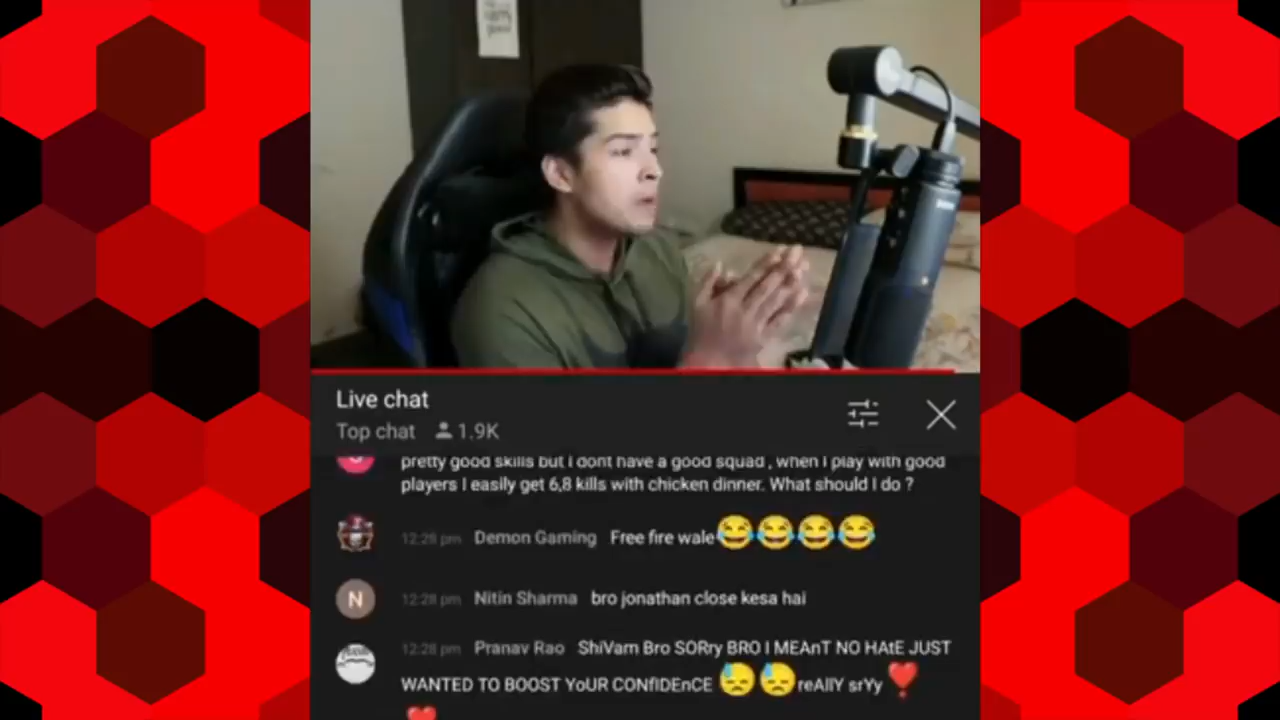 Live chat
Top chat 1.9K
pretty good skills but I dont have a good squad , when I play with good
players I easily get 6,8 kills with chicken dinner. What should I do ?
12:28 pm Demon Gaming Free fire wale😂😂😂😂
N 12:28 pm Nitin Sharma bro jonathan close kesa hai
12:28 pm Pranav Rao ShiVam Bro SORry BRO I MEAnT NO HAtE JUST
WANTED TO BOOST YoUR CONfIDEnCE 😓😓reAllY srYy❣️